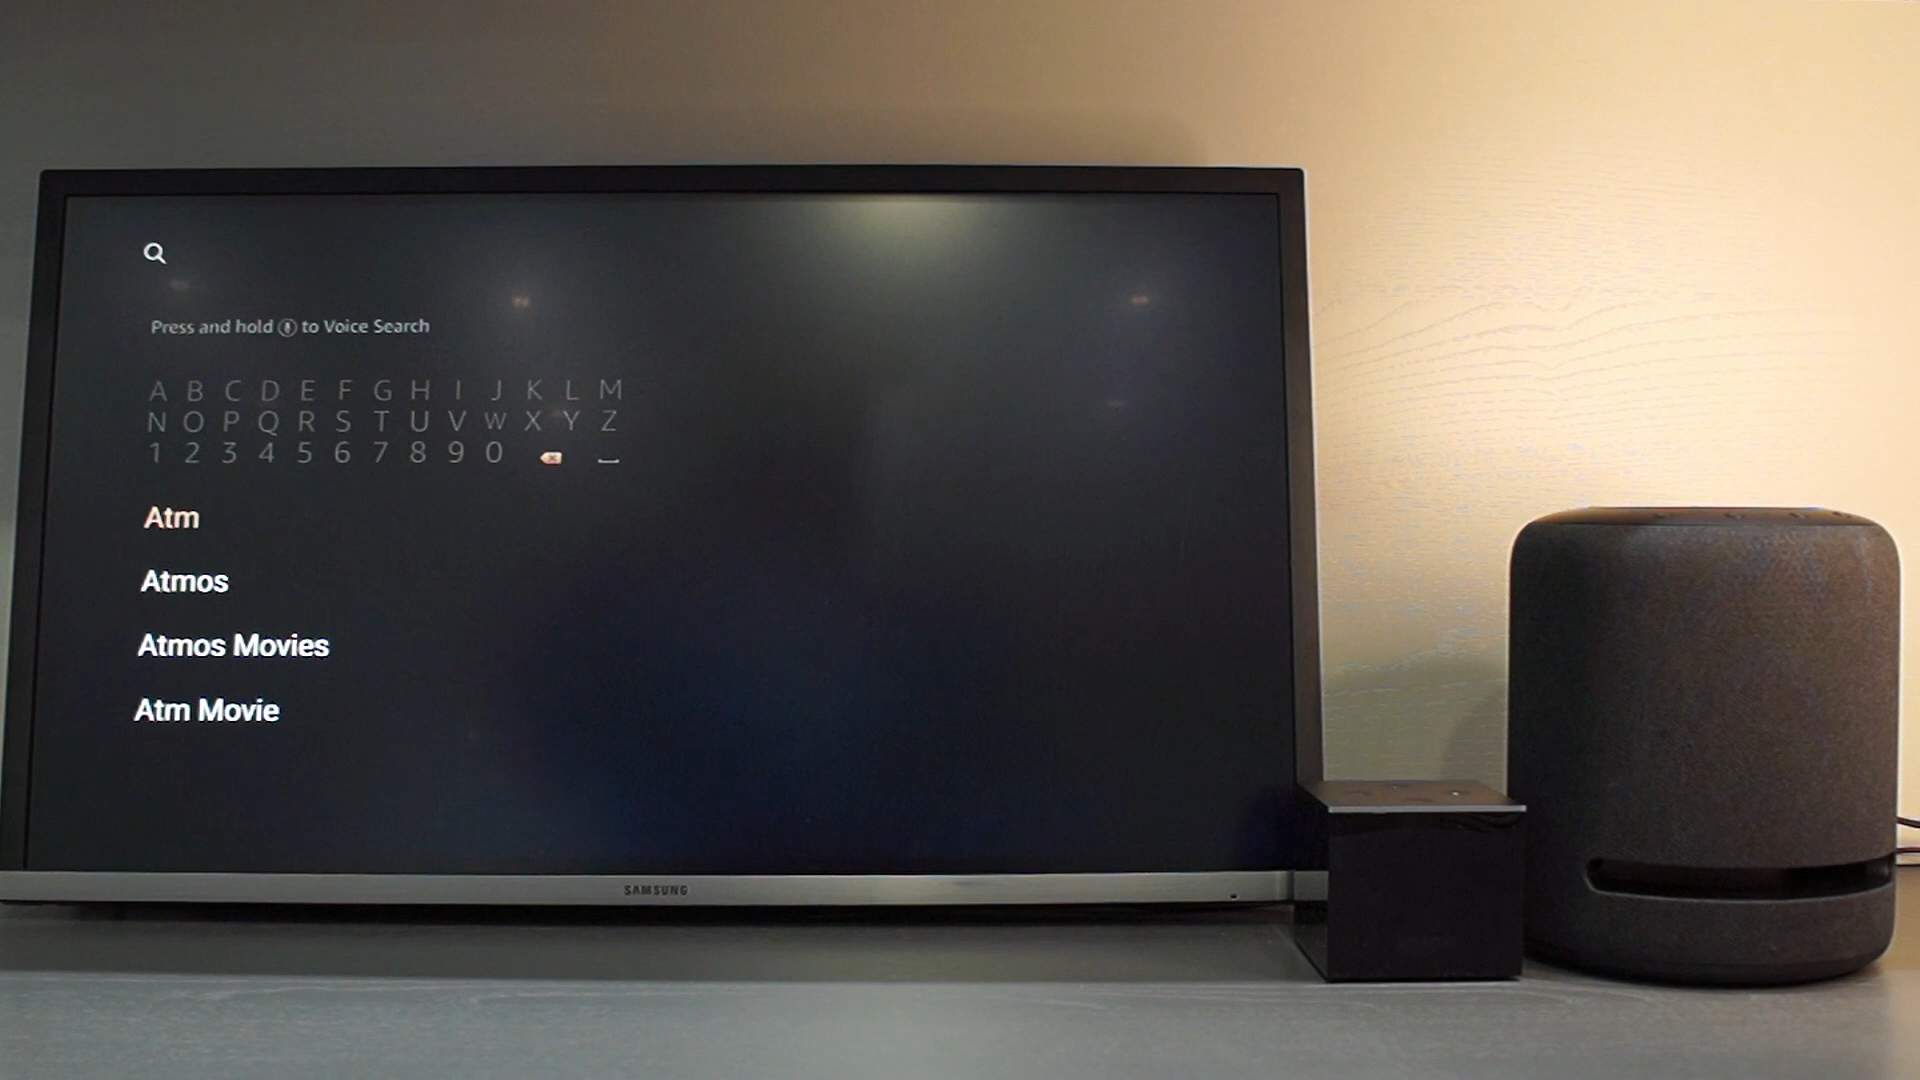 Press and hold to Voice Search
A B C D E F G H I J K L M
N O P Q R S T U V W X Y Z
1 2 3 4 5 6 7 8 9 0
Atm
Atmos
Atmos Movies
Atm Movie
SAMSUNG